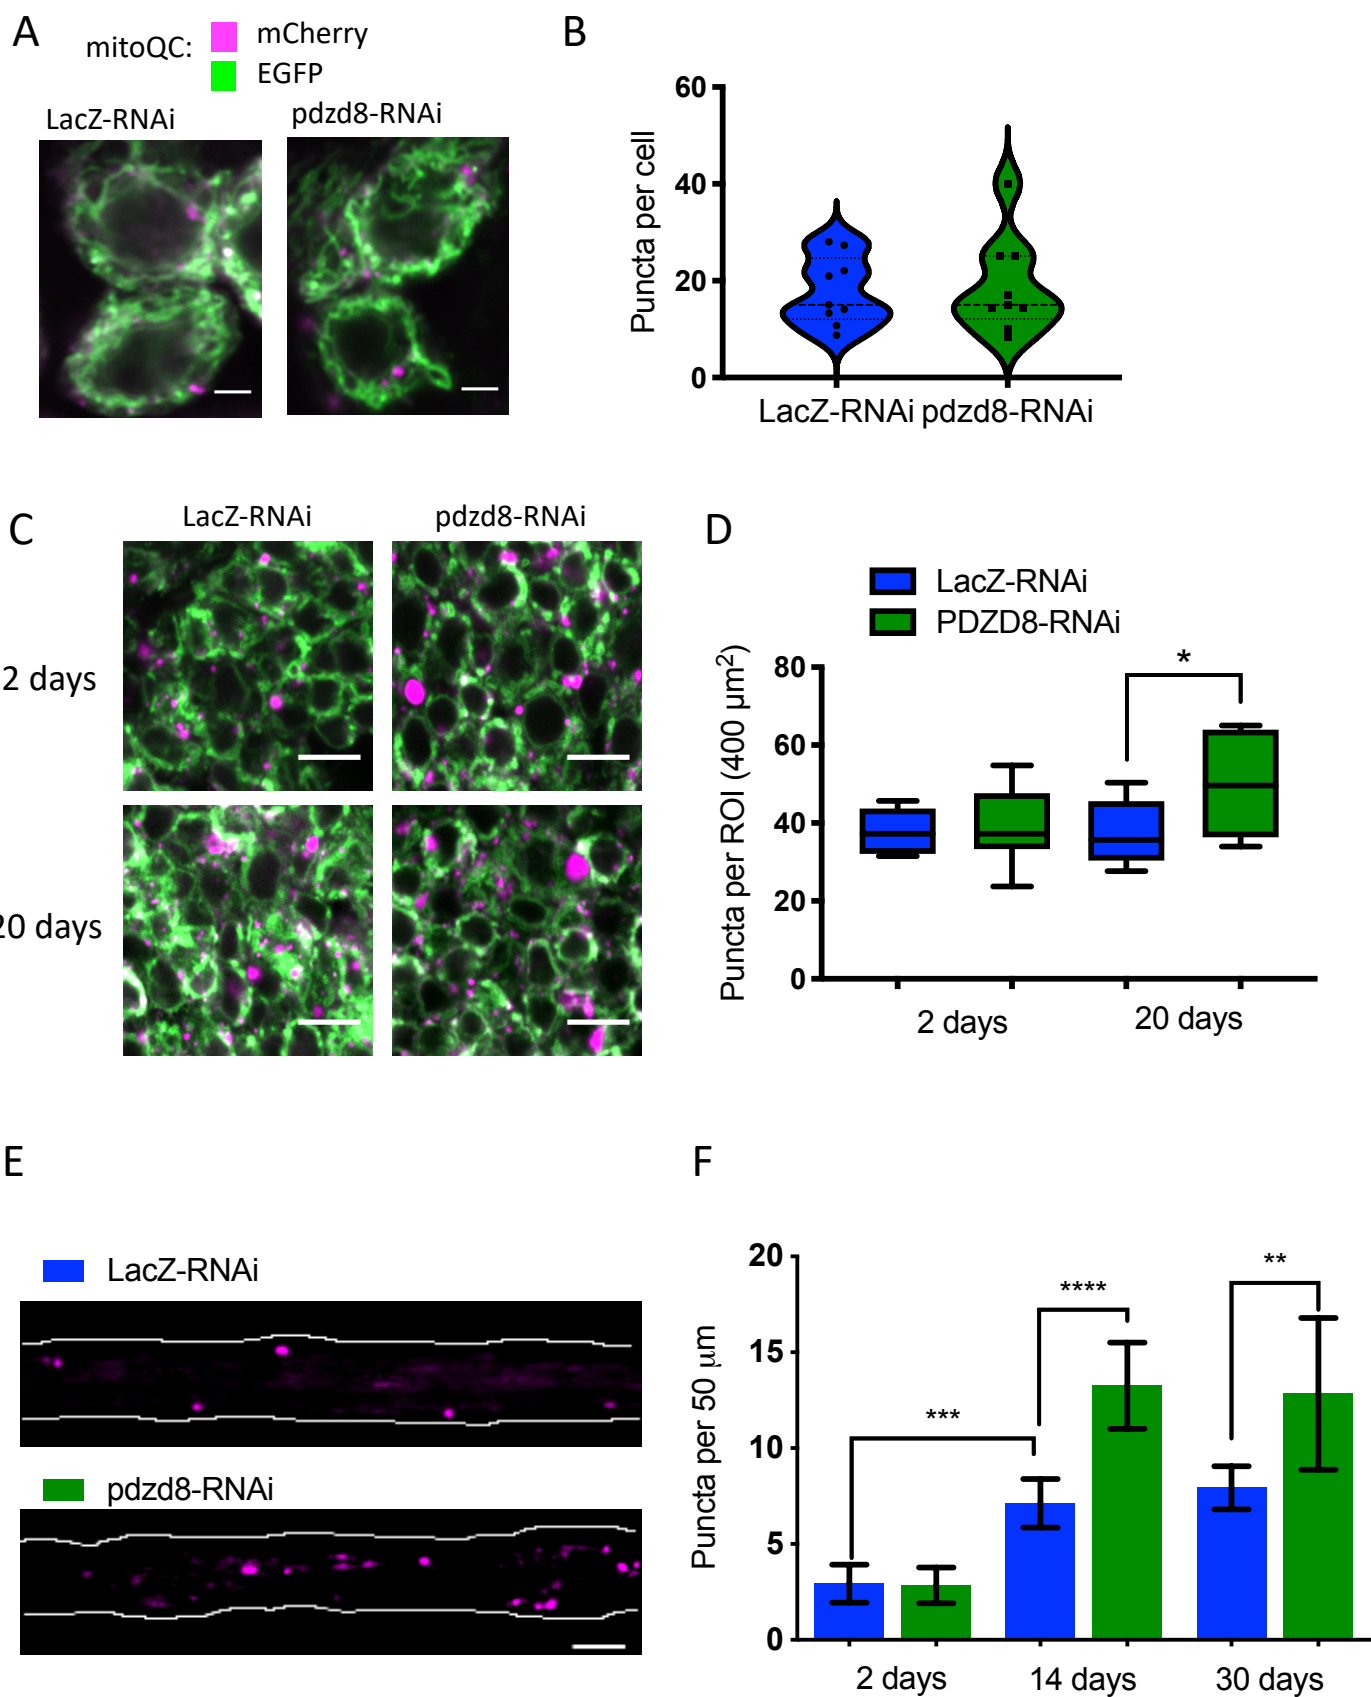 A
mitoQC:
mCherry
EGFP
LacZ-RNAi
pdzd8-RNAi
B
60
40
20
0
Puncta per cell
LacZ-RNAi
pdzd8-RNAi
C
LacZ-RNAi
pdzd8-RNAi
2 days
20 days
D
LacZ-RNAi
PDZD8-RNAi
80
60
40
20
0
Puncta per ROI (400 µm²)
*
2 days
20 days
E
LacZ-RNAi
pdzd8-RNAi
F
20
15
10
5
0
Puncta per 50 µm
***
****
**
2 days
14 days
30 days